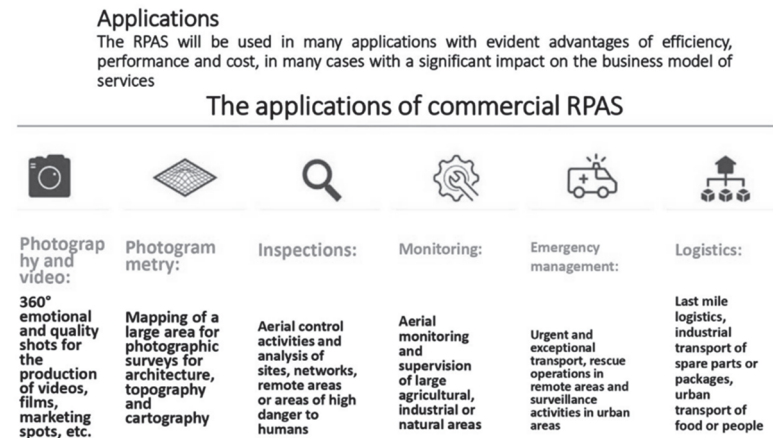 Applications
The RPAS will be used in many applications with evident advantages of efficiency,
performance and cost, in many cases with a significant impact on the business model of
services
The applications of commercial RPAS
Photograp
hy and
video:
360°
emotional
and quality
shots for
the
production
of videos,
films,
marketing
spots, etc.
Photogram
metry:
Mapping of a
large area for
photographic
surveys for
architecture,
topography
and
cartography
Inspections:
Aerial control
activities and
analysis of
sites, networks,
remote areas
or areas of high
danger to
humans
Monitoring:
Aerial
monitoring
and
supervision
of large
agricultural,
industrial or
natural areas
Emergency
management:
Urgent and
exceptional
transport, rescue
operations in
remote areas and
surveillance
activities in urban
areas
Logistics:
Last mile
logistics,
industrial
transport of
spare parts or
packages,
urban
transport of
food or people